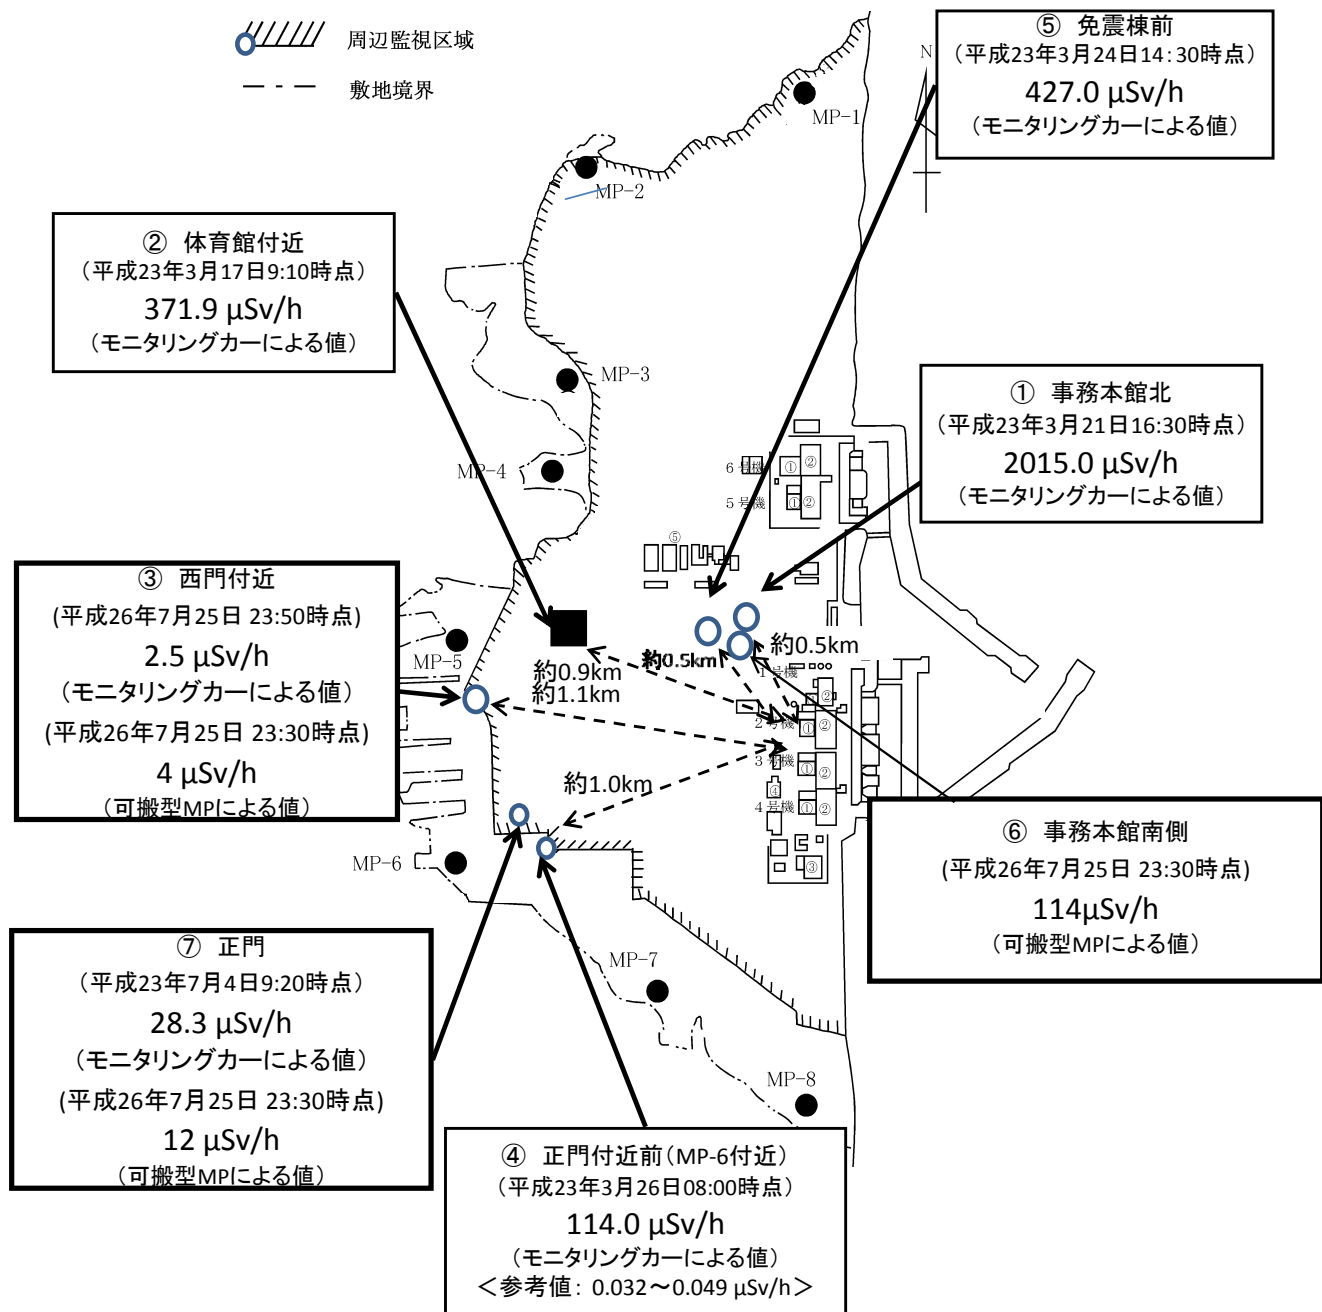 周辺監視区域
敷地境界
⑤ 免震棟前
(平成23年3月24日14:30時点)
427.0 μSv/h
(モニタリングカーによる値)
N
MP-1
MP-2
② 体育館付近
(平成23年3月17日9:10時点)
371.9 μSv/h
(モニタリングカーによる値)
MP-3
MP-4
① 事務本館北
(平成23年3月21日16:30時点)
2015.0 μSv/h
(モニタリングカーによる値)
6号機
① ②
5号機
① ②
⑤
③ 西門付近
(平成26年7月25日 23:50時点)
2.5 μSv/h
(モニタリングカーによる値)
(平成26年7月25日 23:30時点)
4 μSv/h
(可搬型MPによる値)
MP-5
約0.9km
約1.1km
約0.5km
約0.5km
1号機
②
2号機
① ②
3号機
① ②
④
4号機
① ②
③
約1.0km
MP-6
⑥ 事務本館南側
(平成26年7月25日 23:30時点)
114μSv/h
(可搬型MPによる値)
⑦ 正門
(平成23年7月4日9:20時点)
28.3 μSv/h
(モニタリングカーによる値)
(平成26年7月25日 23:30時点)
12 μSv/h
(可搬型MPによる値)
MP-7
MP-8
④ 正門付近前(MP-6付近)
(平成23年3月26日08:00時点)
114.0 μSv/h
(モニタリングカーによる値)
<参考値: 0.032～0.049 μSv/h>